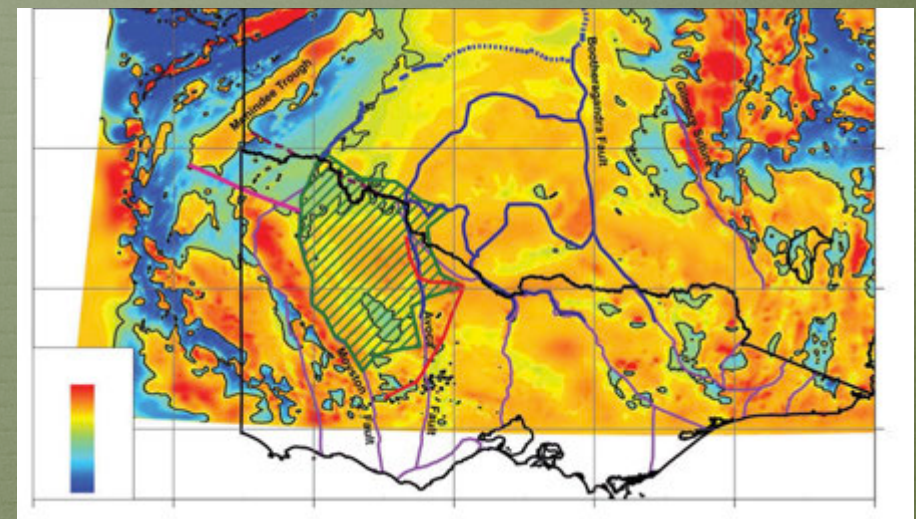 Menindee Trough
Bootheragandra Fault
Gilmore Suture
Moyston Fault
Avoca Fault